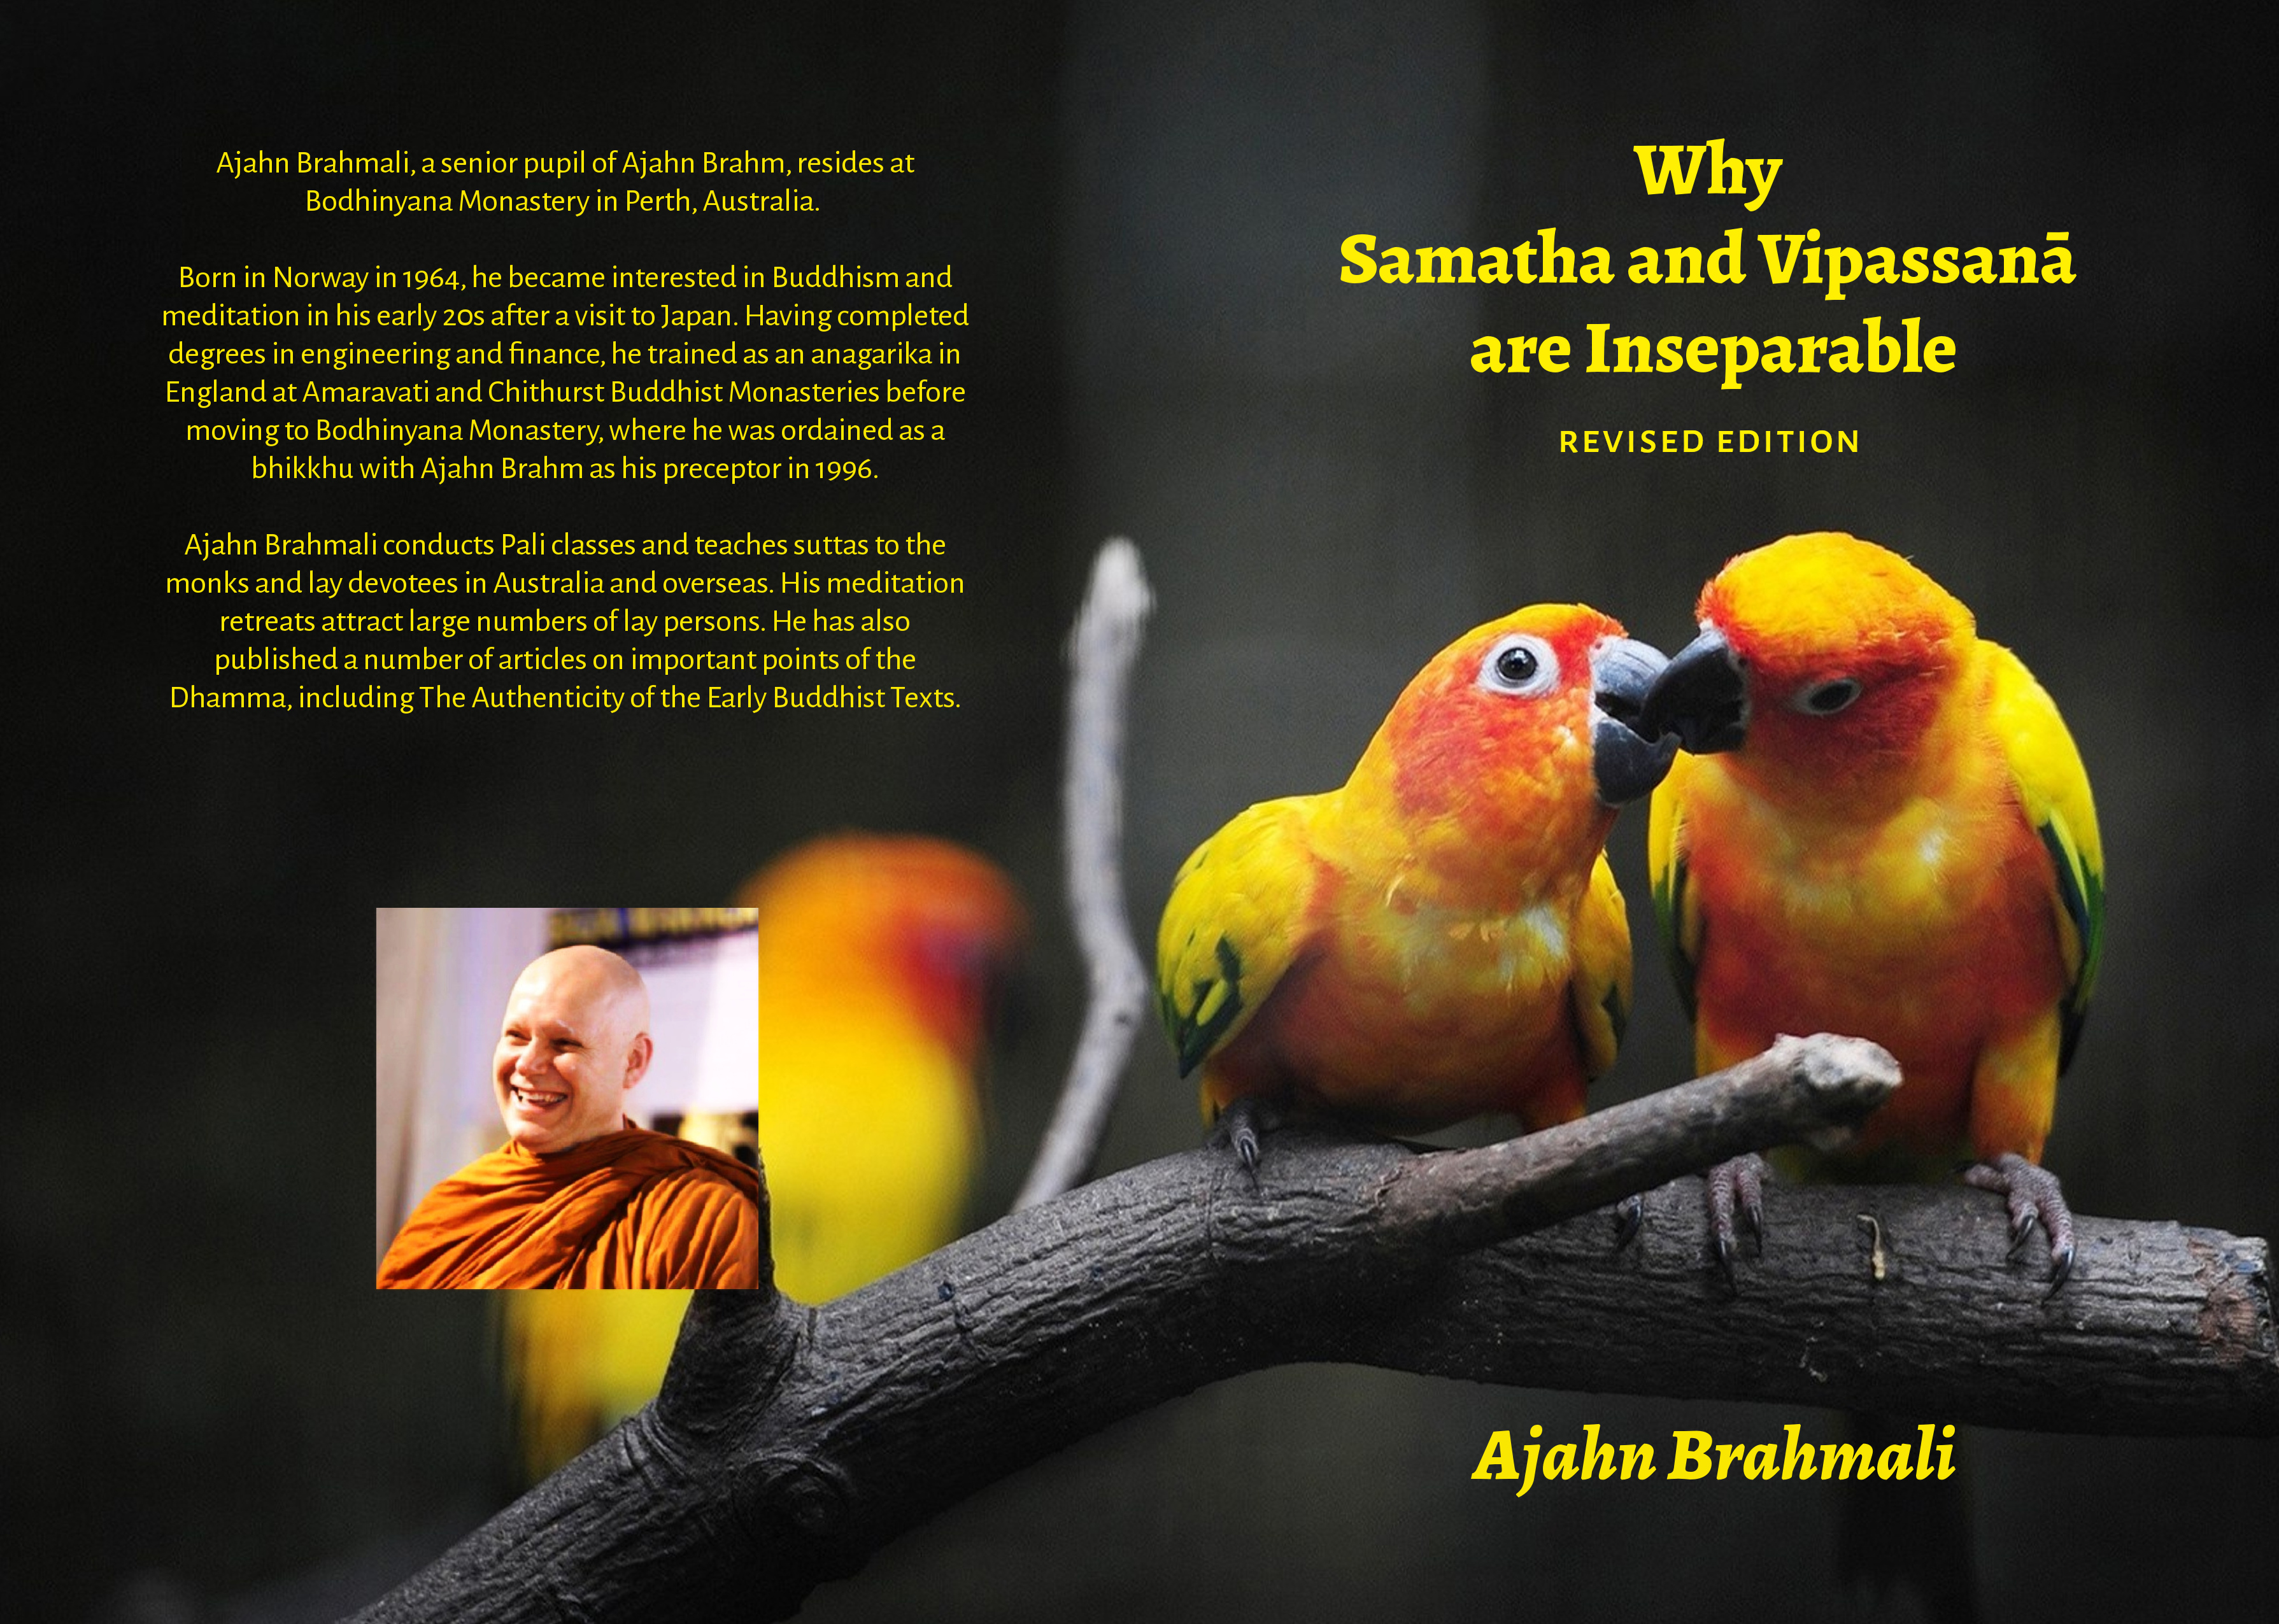 Ajahn Brahmali, a senior pupil of Ajahn Brahm, resides at
Bodhinyana Monastery in Perth, Australia.
Born in Norway in 1964, he became interested in Buddhism and
meditation in his early 20s after a visit to Japan. Having completed
degrees in engineering and finance, he trained as an anagarika in
England at Amaravati and Chithurst Buddhist Monasteries before
moving to Bodhinyana Monastery, where he was ordained as a
bhikkhu with Ajahn Brahm as his preceptor in 1996.
Ajahn Brahmali conducts Pali classes and teaches suttas to the
monks and lay devotees in Australia and overseas. His meditation
retreats attract large numbers of lay persons. He has also
published a number of articles on important points of the
Dhamma, including The Authenticity of the Early Buddhist Texts.
Why
Samatha and Vipassanā
are Inseparable
REVISED EDITION
Ajahn Brahmali